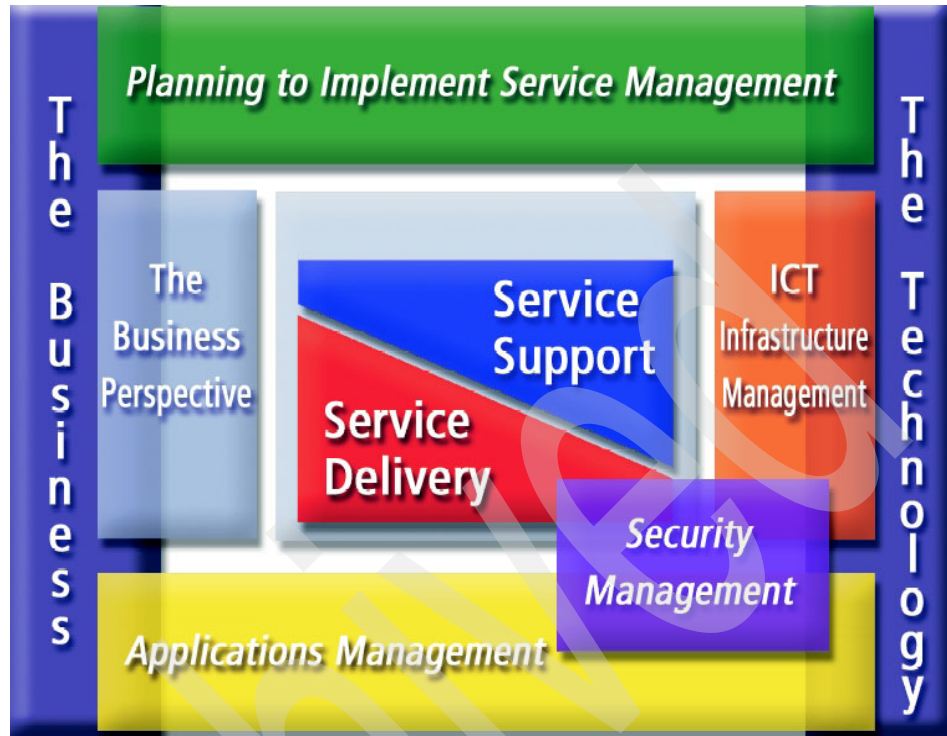 Planning to Implement Service Management
The Business
The
Business
Perspective
Service
Support
Service
Delivery
ICT
Infrastructure
Management
The Technology
Security
Management
Applications Management